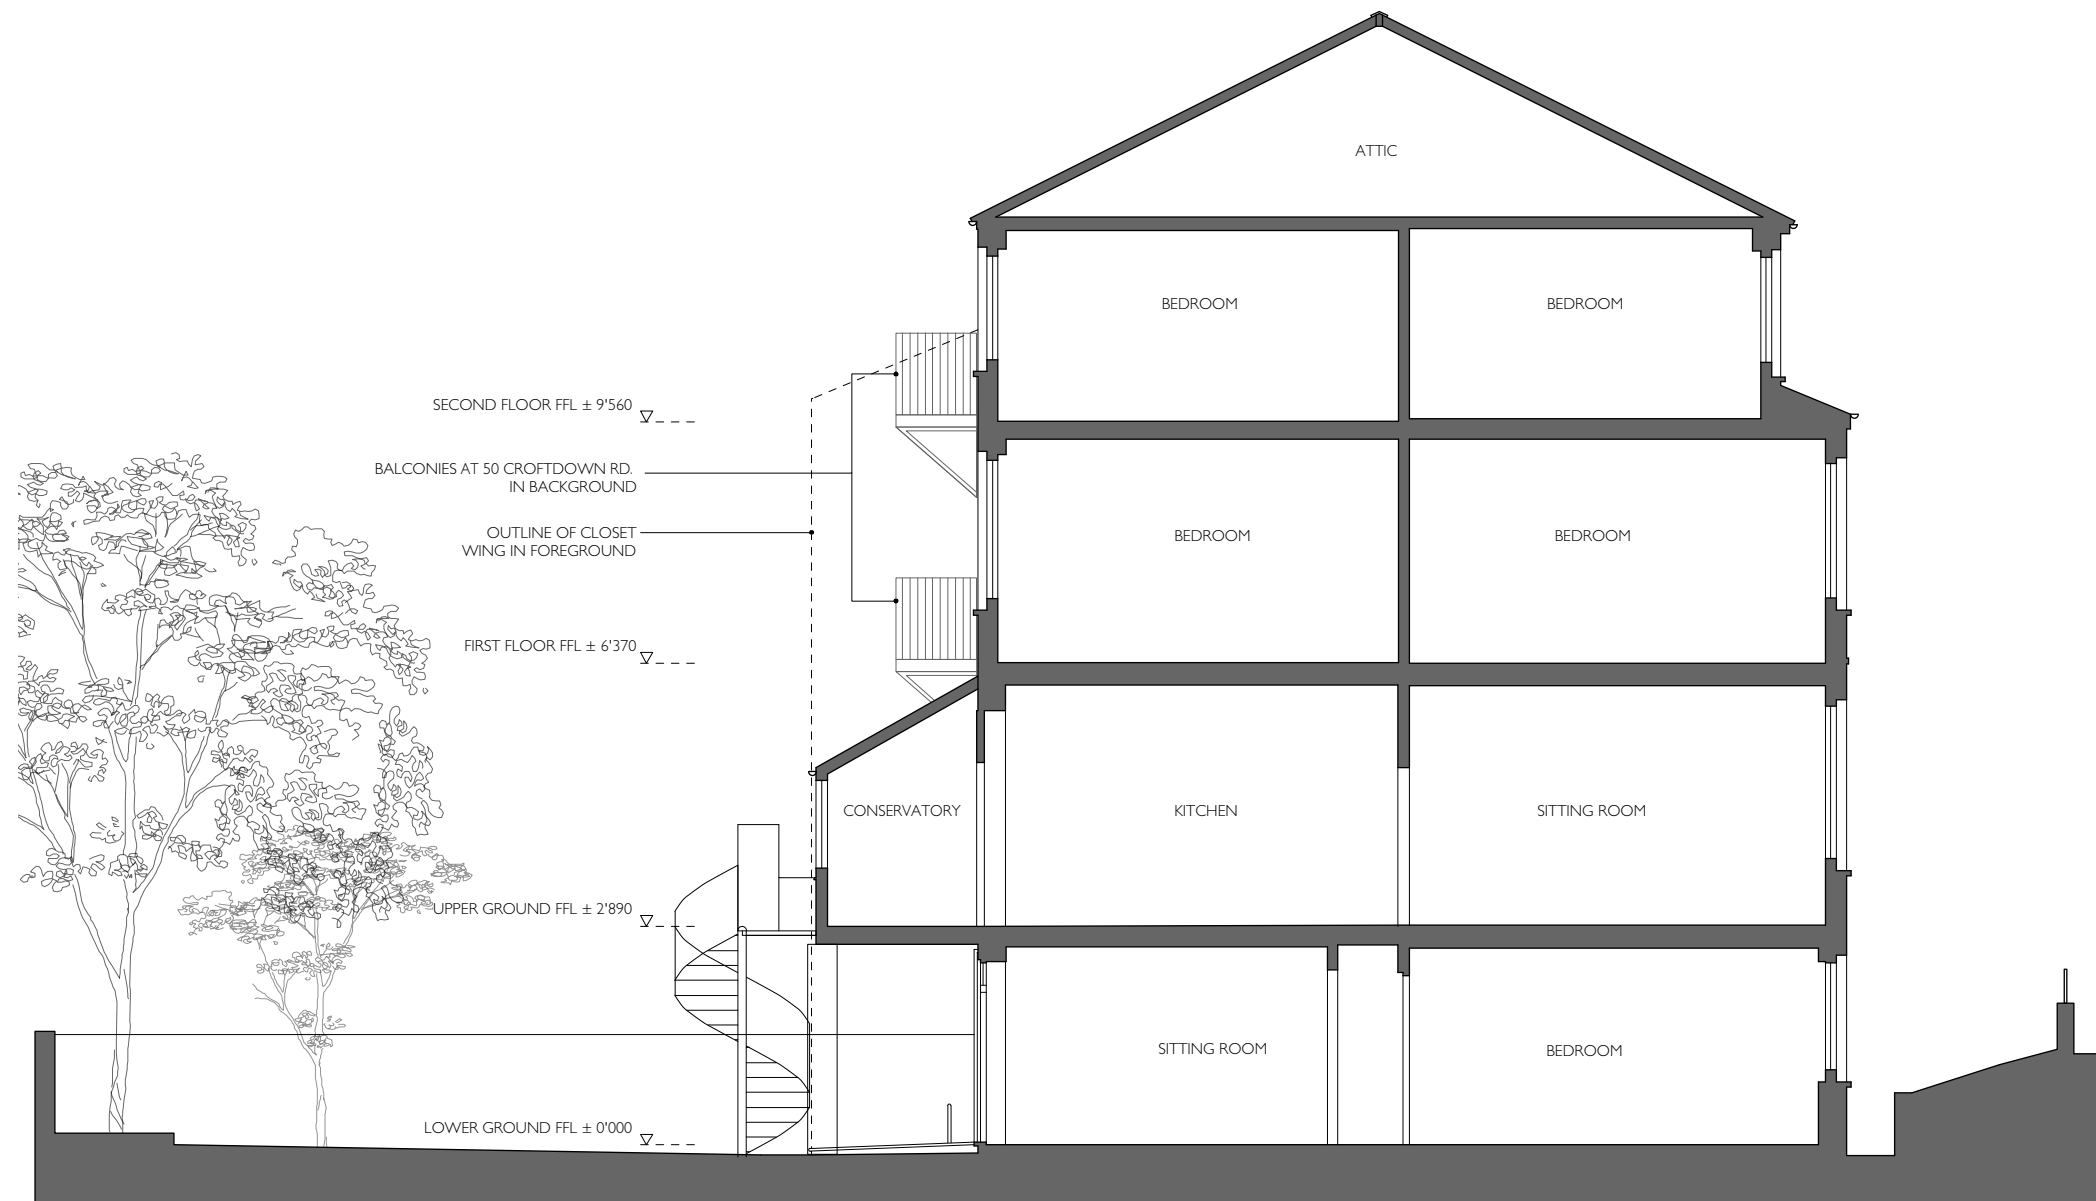 ATTIC
BEDROOM
BEDROOM
SECOND FLOOR FFL ± 9'560
BALCONIES AT 50 CROFTDOWN RD.
IN BACKGROUND
OUTLINE OF CLOSET
WING IN FOREGROUND
BEDROOM
BEDROOM
FIRST FLOOR FFL ± 6'370
CONSERVATORY
KITCHEN
SITTING ROOM
UPPER GROUND FFL ± 2'890
SITTING ROOM
BEDROOM
LOWER GROUND FFL ± 0'000